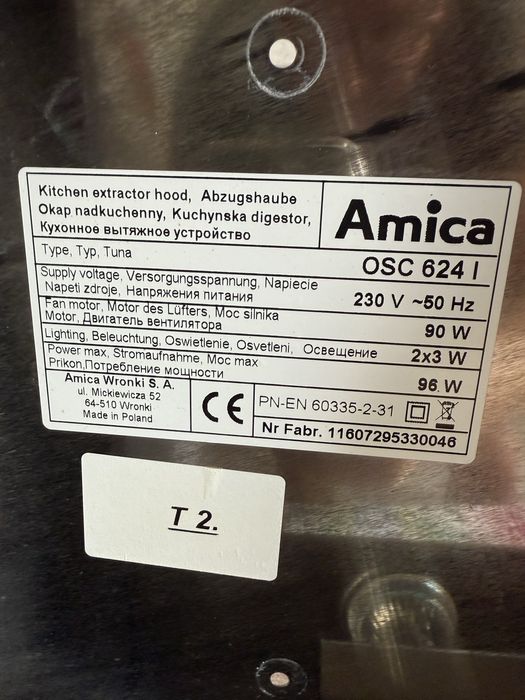 Kitchen extractor hood, Abzugshaube
Okap nadkuchenny, Kuchynska digestor,
Кухонное вытяжное устройство
Amica
Type, Typ, Tuna
OSC 624 I
Supply voltage, Versorgungsspannung, Napiecie
Napeti zdroje, Напряжения питания
230 V ~50 Hz
Fan motor, Motor des Lüfters, Moc silnika
Motor, Двигатель вентилятора
90 W
Lighting, Beleuchtung, Oswietlenie, Osvetleni, Освещение
2x3 W
Power max, Stromaufnahme, Moc max
Prikon,Потребление мощности
96 W
Amica Wronki S. A.
ul. Mickiewicza 52
64-510 Wronki
Made in Poland
CE
PN-EN 60335-2-31
Nr Fabr. 11607295330046
T 2.